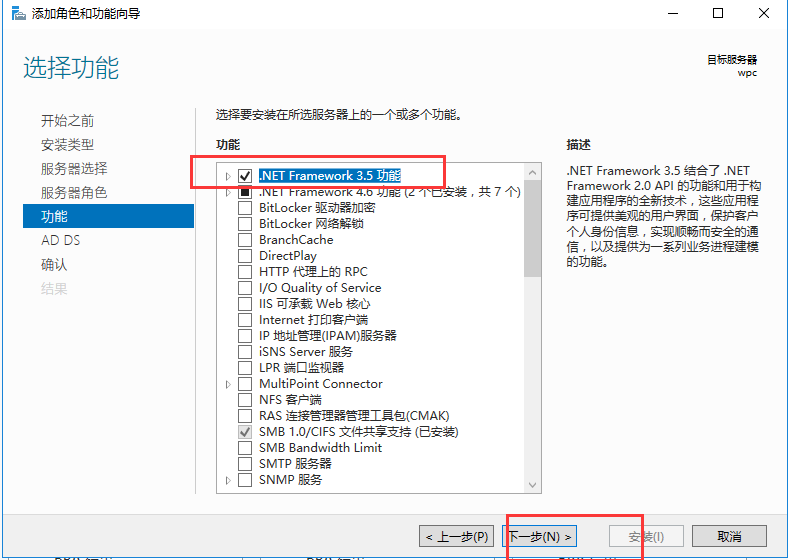 添加角色和功能向导
选择功能
目标服务器
wpc
开始之前
安装类型
服务器选择
服务器角色
功能
AD DS
确认
结果
选择要安装在所选服务器上的一个或多个功能。
功能
.NET Framework 3.5 功能
.NET Framework 4.6 功能 (2 个已安装，共 7 个)
BitLocker 驱动器加密
BitLocker 网络解锁
BranchCache
DirectPlay
HTTP 代理上的 RPC
I/O Quality of Service
IIS 可承载 Web 核心
Internet 打印客户端
IP 地址管理(IPAM)服务器
iSNS Server 服务
LPR 端口监视器
MultiPoint Connector
NFS 客户端
RAS 连接管理器管理工具包(CMAK)
SMB 1.0/CIFS 文件共享支持 (已安装)
SMB Bandwidth Limit
SMTP 服务器
SNMP 服务
描述
.NET Framework 3.5 结合了 .NET
Framework 2.0 API 的功能和用于构
建应用程序的全新技术，这些应用程
序可提供美观的用户界面，保护客户
个人身份信息，实现顺畅而安全的通
信，以及提供为一系列业务进程建模
的功能。
< 上一步(P)
下一步(N) >
安装(I)
取消